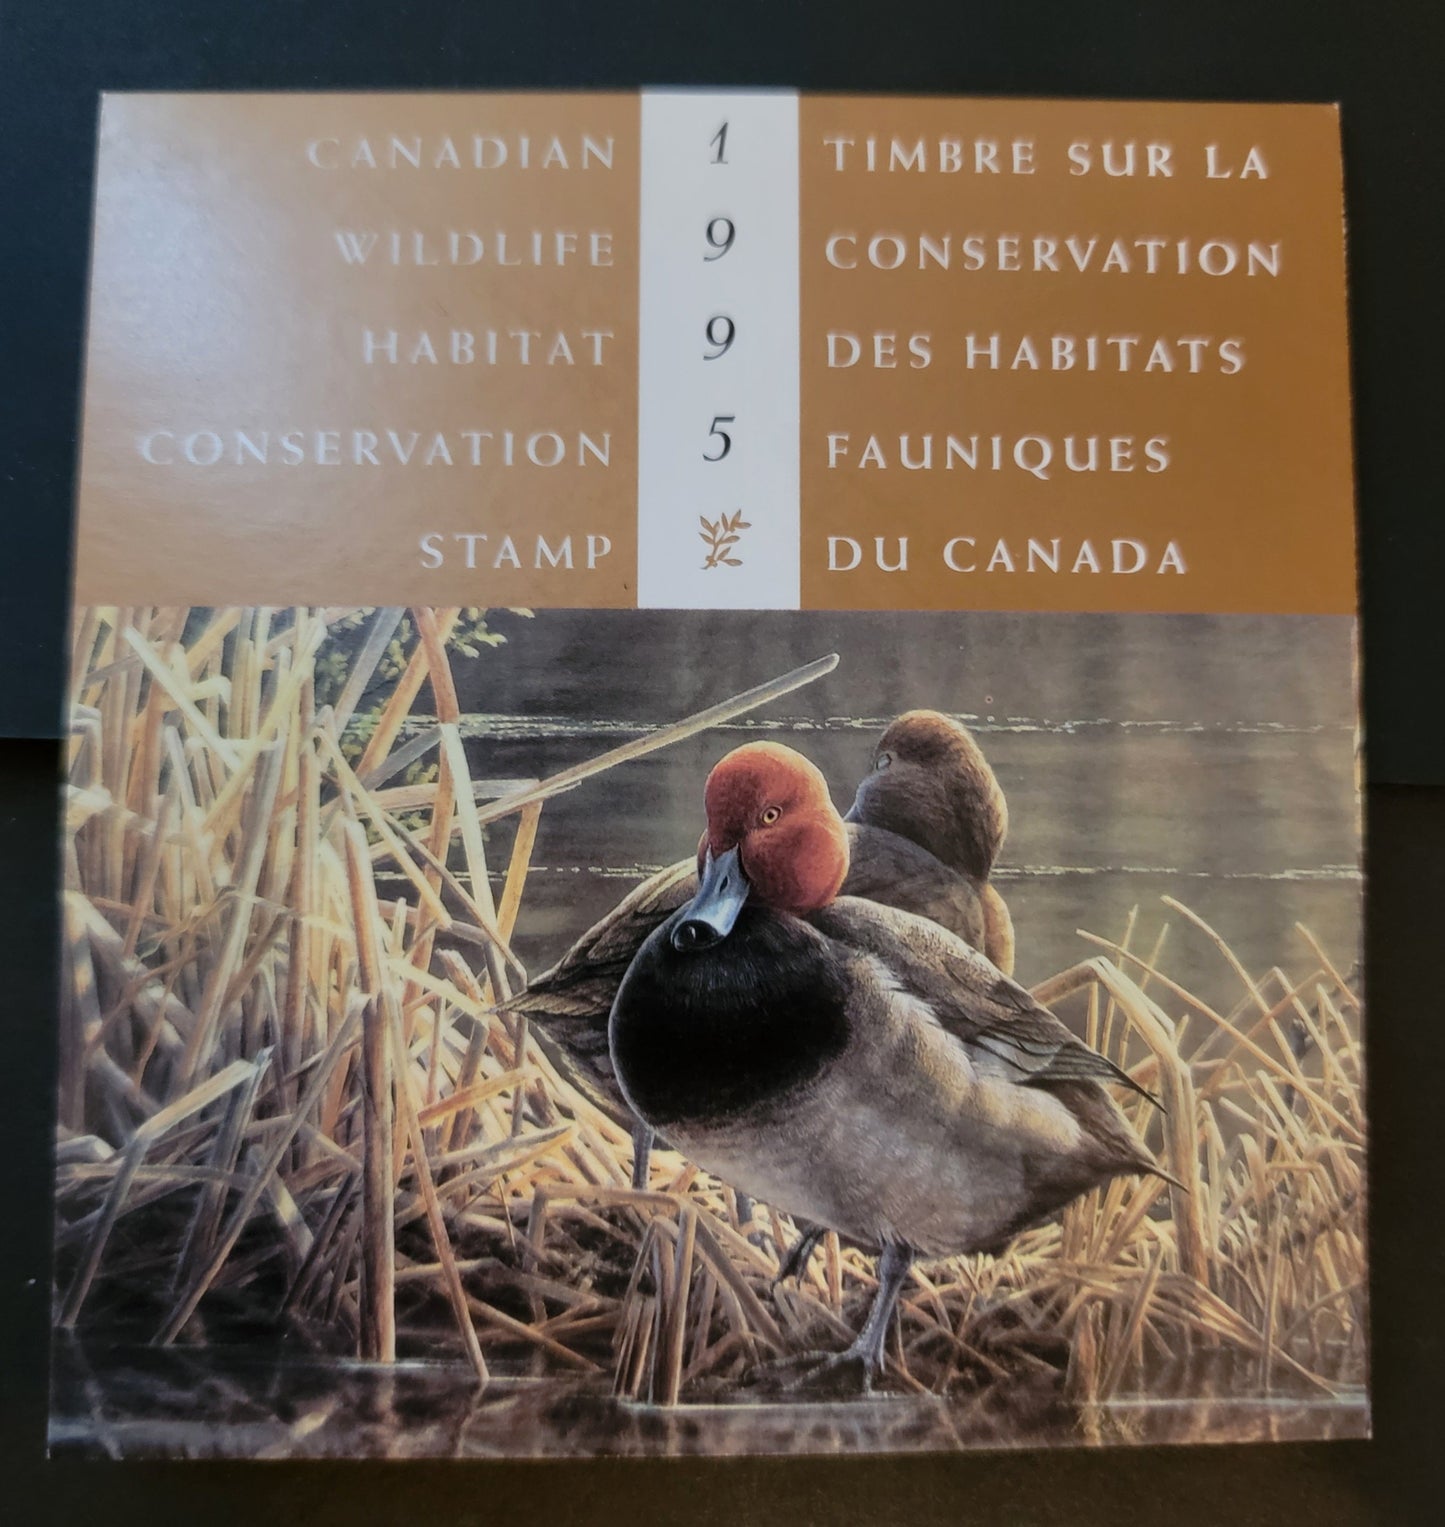 CANADIAN
WILDLIFE
HABITAT
CONSERVATION
STAMP
1
9
9
5
TIMBRE SUR LA
CONSERVATION
DES HABITATS
FAUNIQUES
DU CANADA